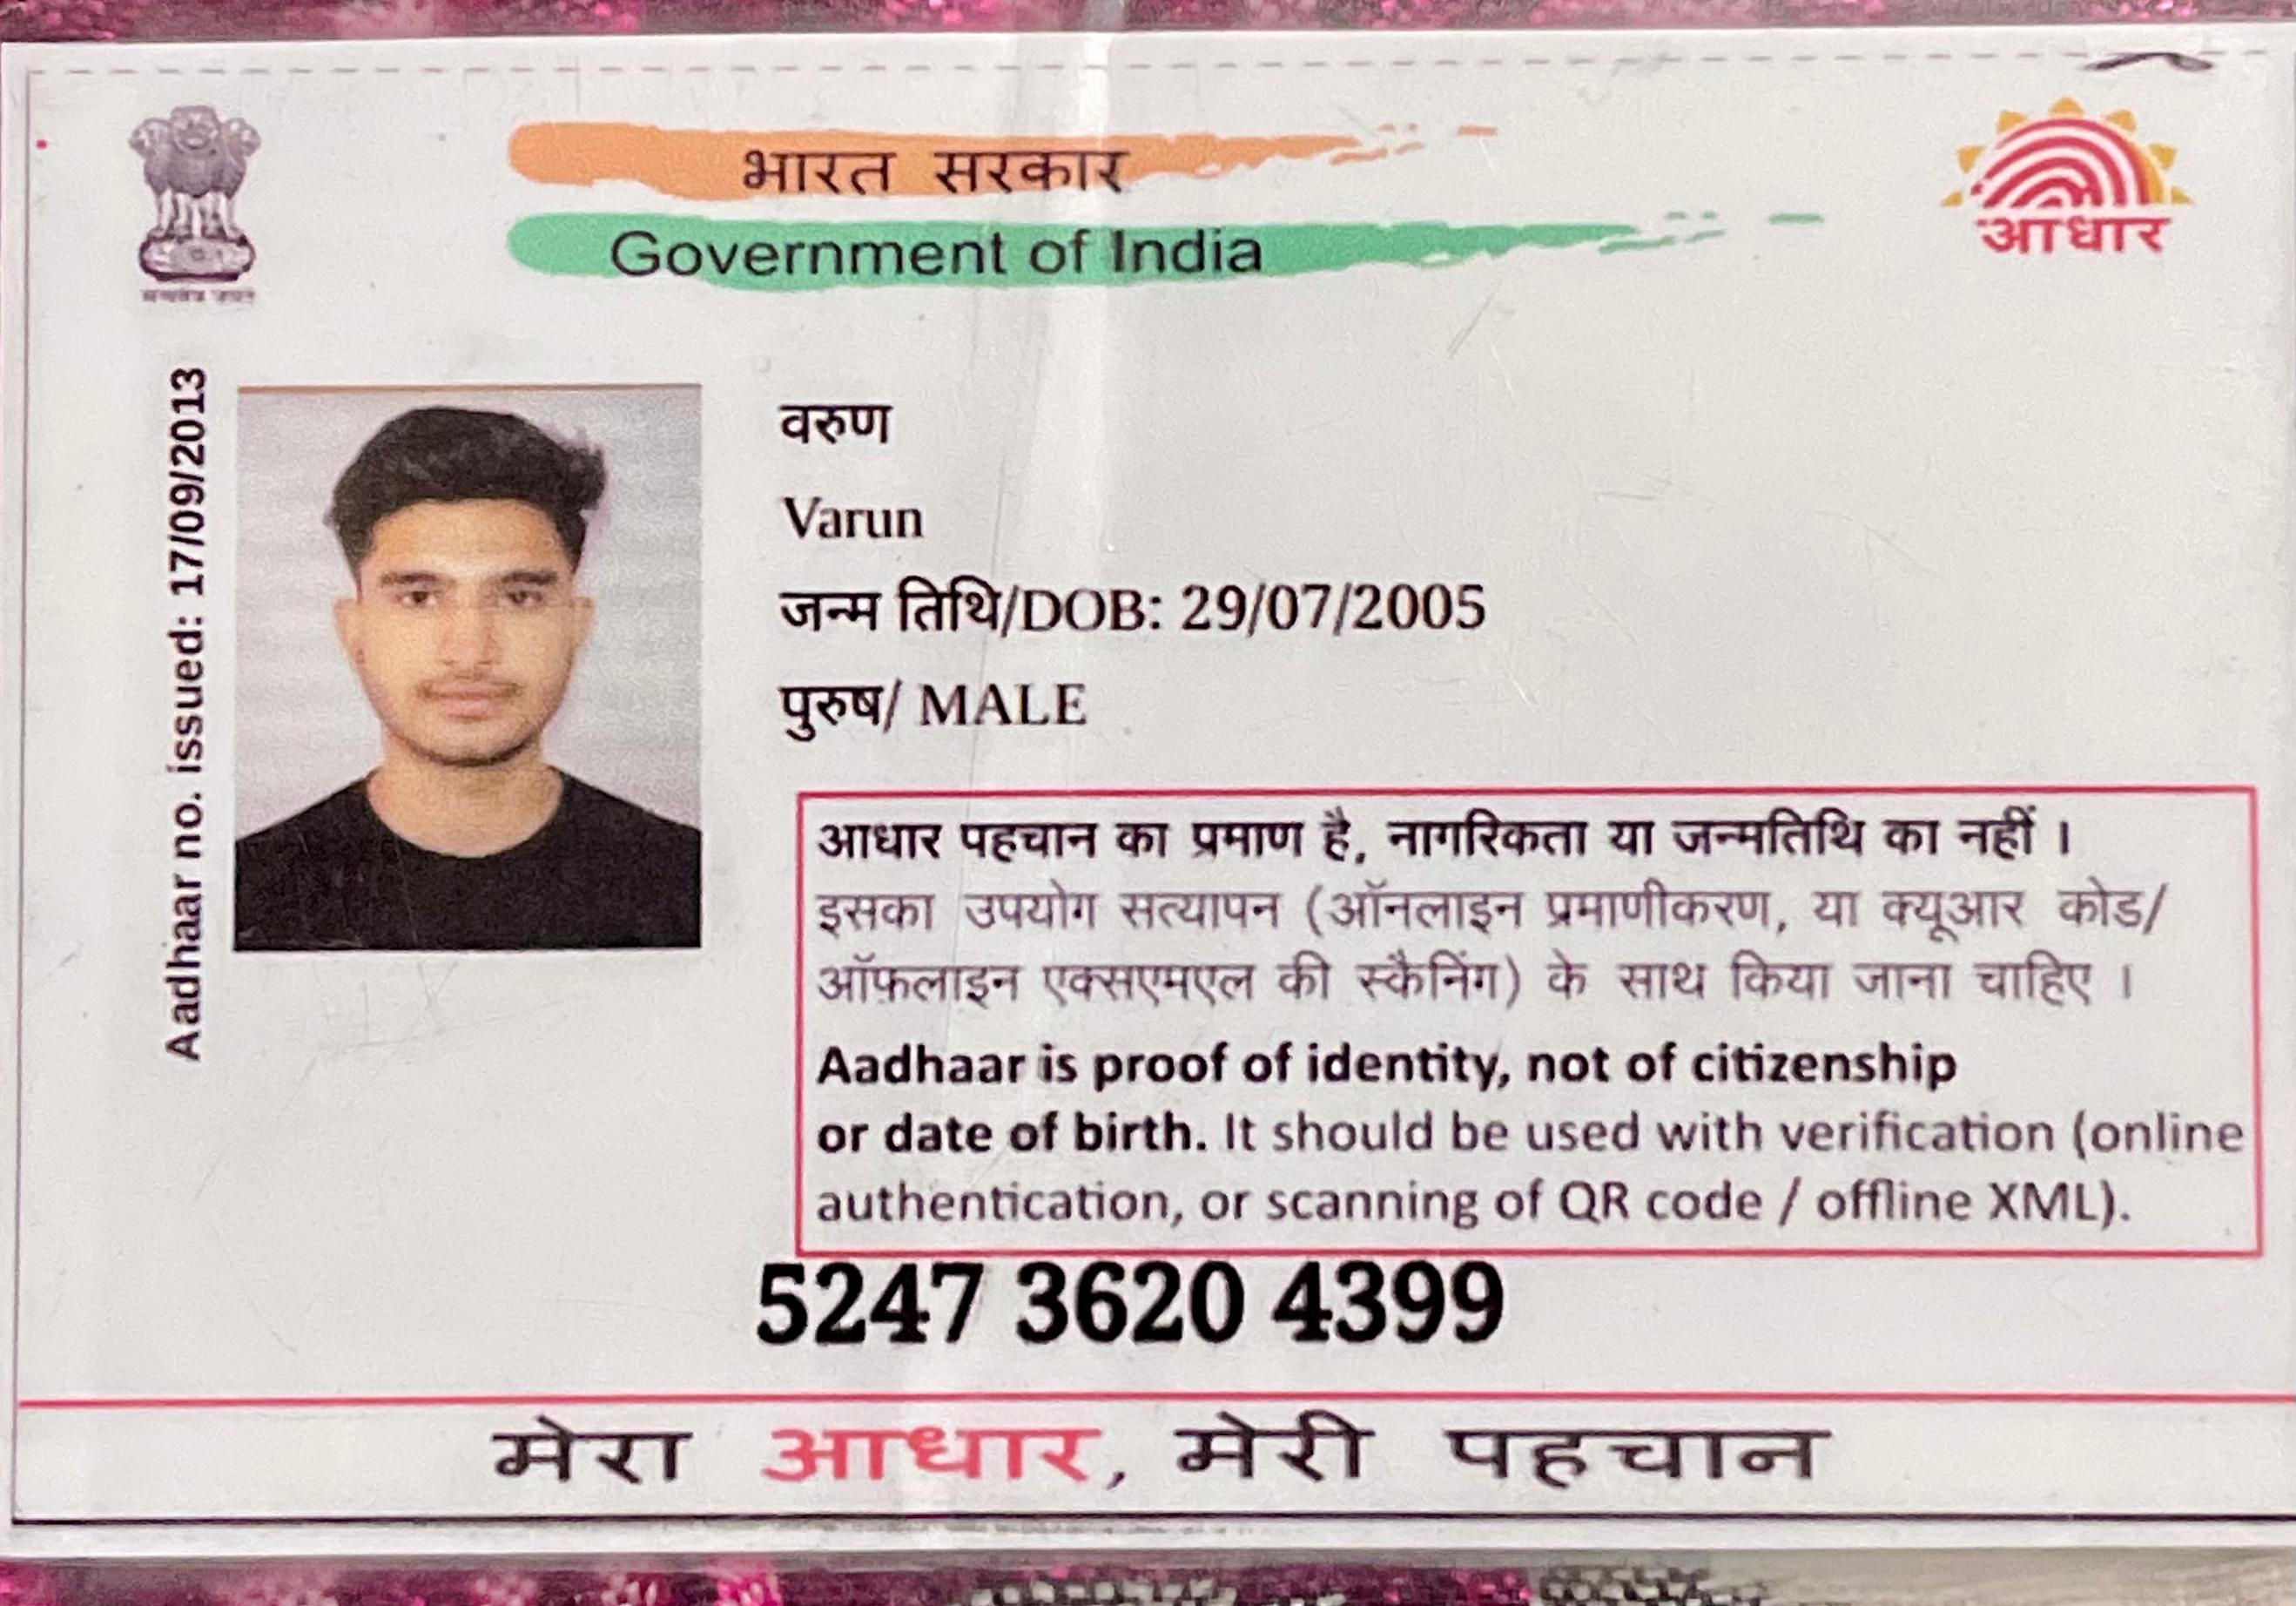 भारत सरकार
Government of India
आधार
Aadhaar no. issued: 17/09/2013
वरुण
Varun
जन्म तिथि/DOB: 29/07/2005
पुरुष/ MALE
आधार पहचान का प्रमाण है, नागरिकता या जन्मतिथि का नहीं ।
इसका उपयोग सत्यापन (ऑनलाइन प्रमाणीकरण, या क्यूआर कोड/
ऑफ़लाइन एक्सएमएल की स्कैनिंग) के साथ किया जाना चाहिए ।
Aadhaar is proof of identity, not of citizenship
or date of birth. It should be used with verification (online
authentication, or scanning of QR code / offline XML).
5247 3620 4399
मेरा आधार, मेरी पहचान